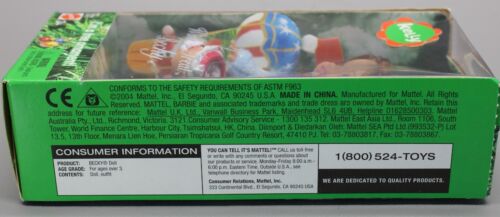 CONFORMS TO THE SAFETY REQUIREMENTS OF ASTM F963
©2004 Mattel, Inc. El Segundo, CA 90245 U.S.A. MADE IN CHINA. Manufactured for Mattel, Inc. El
Segundo, CA 90245 U.S.A. MATTEL, BARBIE and associated trademarks and trade dress are owned by Mattel, Inc. Retain this
address for future reference: Mattel U.K. Ltd., Vanwall Business Park, Maidenhead SL6 4UB. Helpline 01628500303. Mattel
Australia Pty., Ltd., Richmond, Victoria. 3121 Consumer Advisory Service - 1300 135 312. Mattel East Asia Ltd., Room 1106, South
Tower, World Finance Centre, Harbour City, Tsimshatsui, HK, China. Diimport & Diedarkan Oleh: Mattel SEA Ptd Ltd (993532-P) Lot
13.5, 13th Floor, Menara Lien Hoe, Persiaran Tropicana Golf Country Resort, 47410 PJ. Tel: 03-78803817, Fax: 03-78803867.
CONSUMER INFORMATION
PRODUCT: BECKY® Doll
AGE GRADE: For ages over 3.
CONTENTS: Doll, outfit
YOU CAN TELL IT'S MATTEL!™ CALL us toll free
or write with any comments or questions about
our service or products, Monday-Friday 8:00 a.m.-
6:00 p.m. Eastern Time. Outside U.S.A., see
telephone directory for Mattel listing.
Consumer Relations, Mattel, Inc.
333 Continental Blvd., El Segundo, CA 90245 USA
1(800) 524-TOYS
WE ARE DEDICATED TO QUALITY PRODUCTS